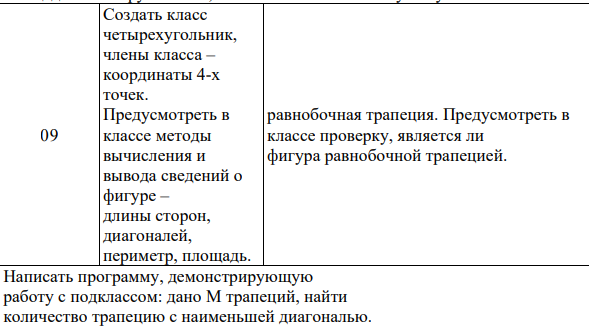 Создать класс
четырехугольник,
члены класса –
координаты 4-х
точек.
Предусмотреть в
классе методы
вычисления и
вывода сведений о
фигуре –
длины сторон,
диагоналей,
периметр, площадь.
09
равнобочная трапеция. Предусмотреть в
классе проверку, является ли
фигура равнобочной трапецией.
Написать программу, демонстрирующую
работу с подклассом: дано М трапеций, найти
количество трапецию с наименьшей диагональю.